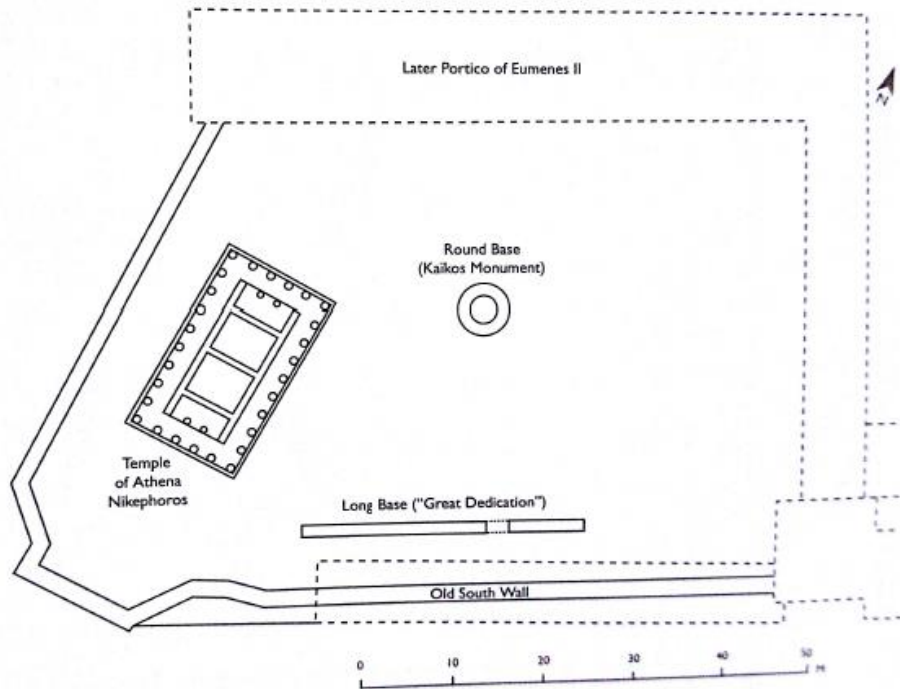 Later Portico of Eumenes II
N
Round Base
(Kaïkos Monument)
Temple
of Athena
Nikephoros
Long Base ("Great Dedication")
Old South Wall
0 10 20 30 40 50 M